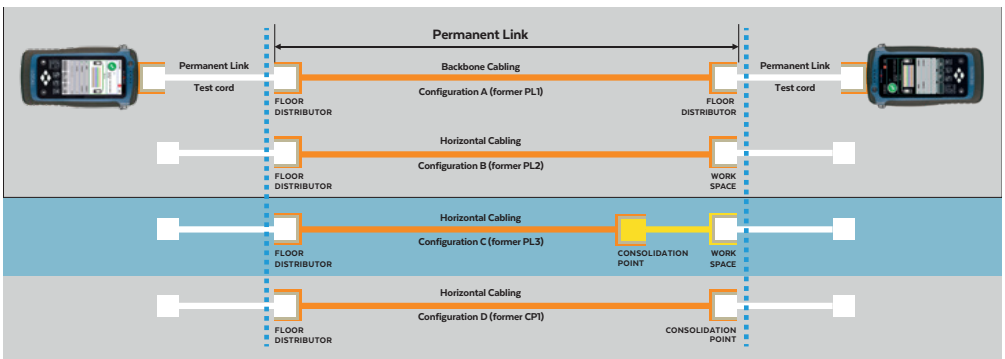 Permanent Link
Permanent Link
Test cord
Backbone Cabling
Configuration A (former PL1)
Permanent Link
Test cord
FLOOR
DISTRIBUTOR
FLOOR
DISTRIBUTOR
Horizontal Cabling
Configuration B (former PL2)
FLOOR
DISTRIBUTOR
WORK
SPACE
Horizontal Cabling
Configuration C (former PL3)
FLOOR
DISTRIBUTOR
CONSOLIDATION
POINT
WORK
SPACE
Horizontal Cabling
Configuration D (former CP1)
FLOOR
DISTRIBUTOR
CONSOLIDATION
POINT